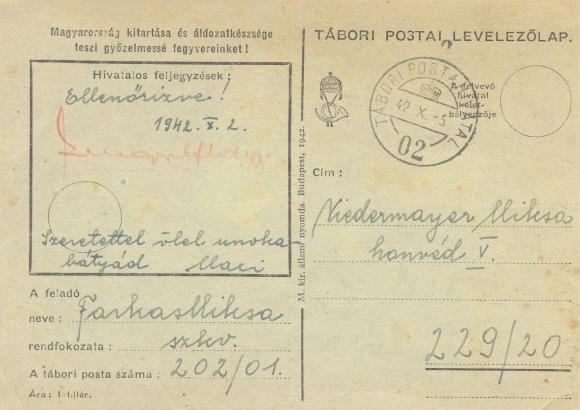 Magyarország kitartása és áldozatkészsége
teszi győzelmessé fegyvereinket!
Hivatalos feljegyzések:
Ellenőrizve!
1942. X. 2.
Szeretettel ölel unoka
bátyád Maci
A feladó
neve: Farkas Miksa
rendfokozata: szkv.
A tábori posta száma: 202/01.
Ára: 1 fillér.
M. kir. állami nyomda. Budapest, 1942.
TÁBORI POSTAI LEVELEZŐLAP.
TÁBORI POSTA
42 X. -5.
02
A átvevő
hivatal
kelet-
bélyegzője
Cím:
Niedermayer Miksa
honvéd V.
229/20